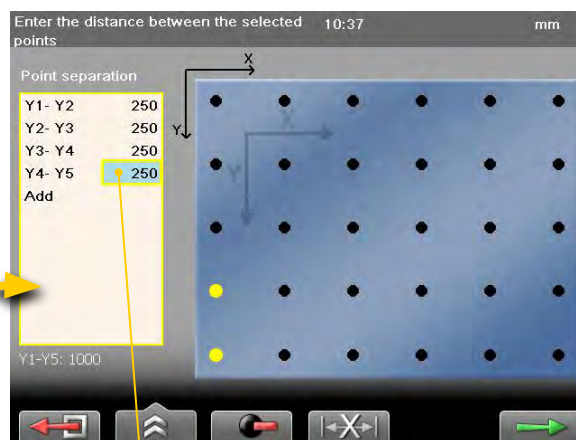 Enter the distance between the selected points
10:37
mm
Point separation
Y1- Y2 250
Y2- Y3 250
Y3- Y4 250
Y4- Y5 250
Add
Y1-Y5: 1000
X
Y
X
Y
X